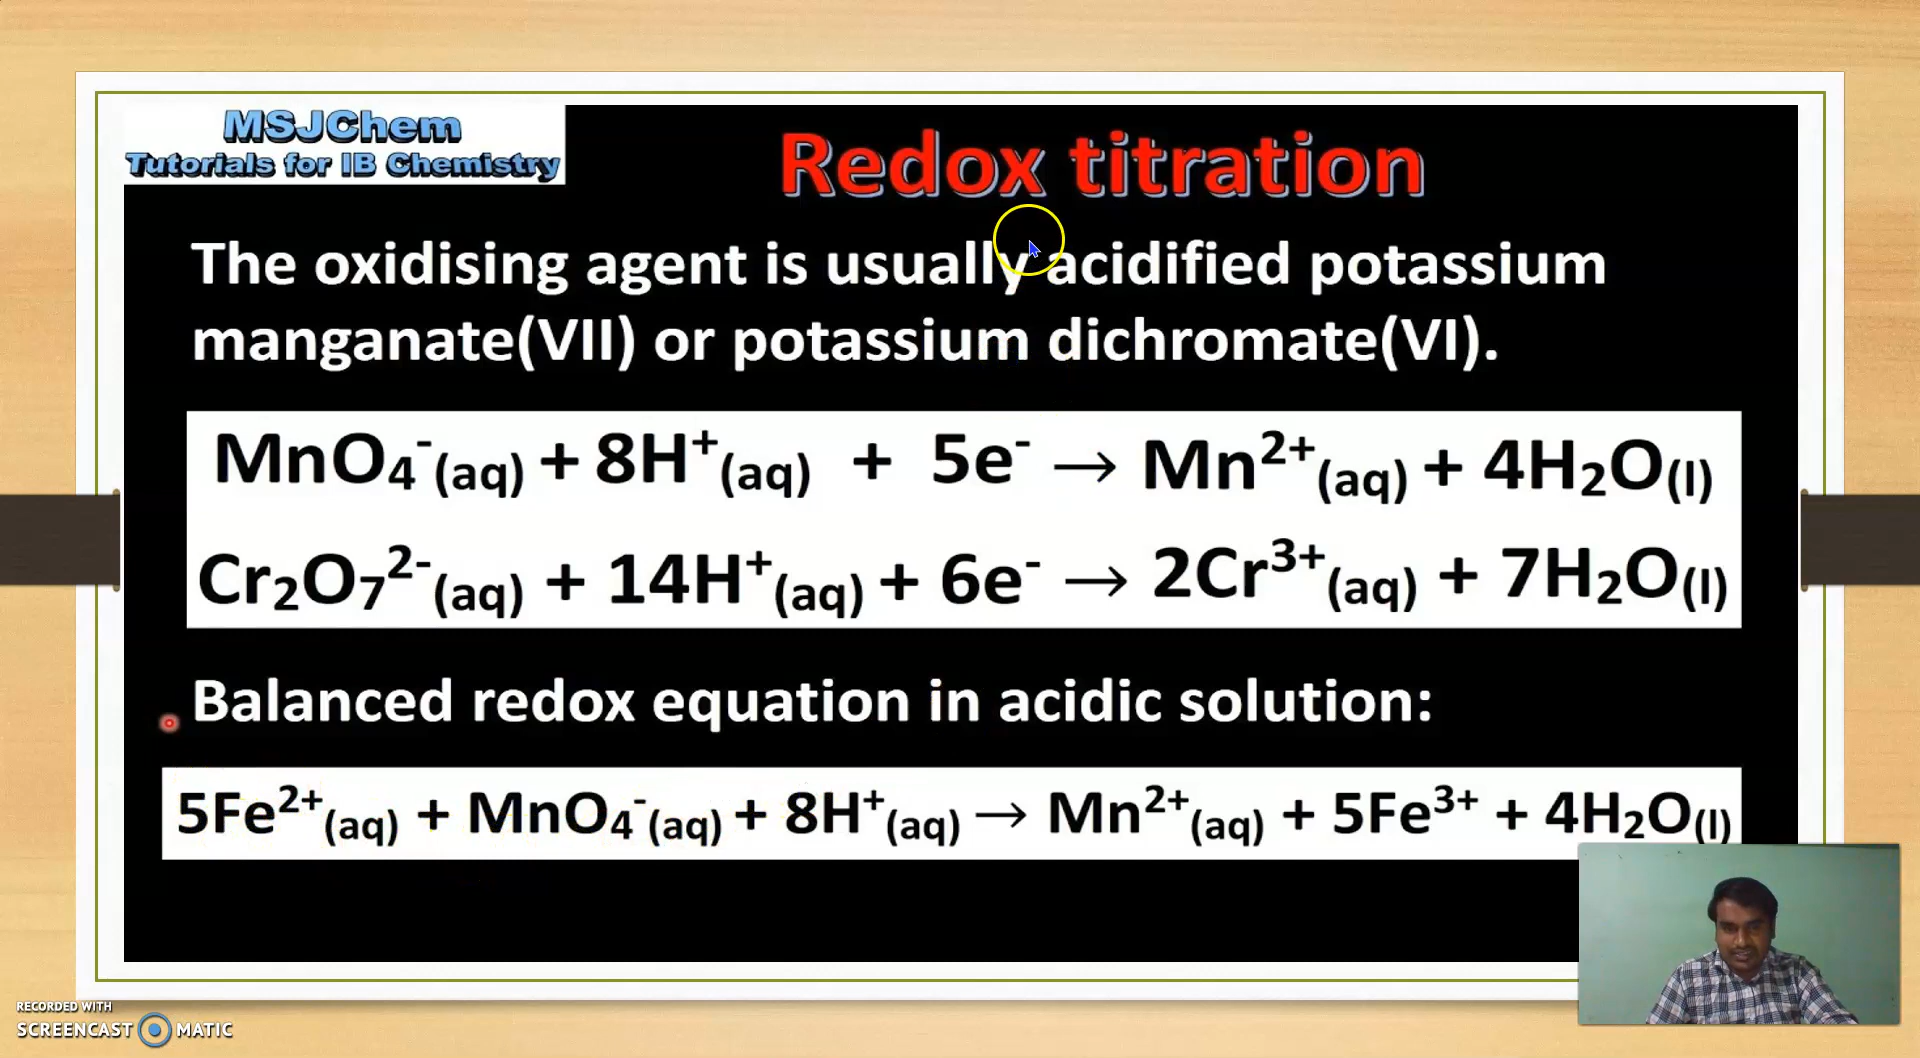 MSJChem
Tutorials for IB Chemistry
Redox titration
The oxidising agent is usually acidified potassium
manganate(VII) or potassium dichromate(VI).
MnO₄⁻(aq) + 8H⁺(aq) + 5e⁻ → Mn²⁺(aq) + 4H₂O(l)
Cr₂O₇²⁻(aq) + 14H⁺(aq) + 6e⁻ → 2Cr³⁺(aq) + 7H₂O(l)
Balanced redox equation in acidic solution:
5Fe²⁺(aq) + MnO₄⁻(aq) + 8H⁺(aq) → Mn²⁺(aq) + 5Fe³⁺ + 4H₂O(l)
RECORDED WITH
SCREENCAST MATIC